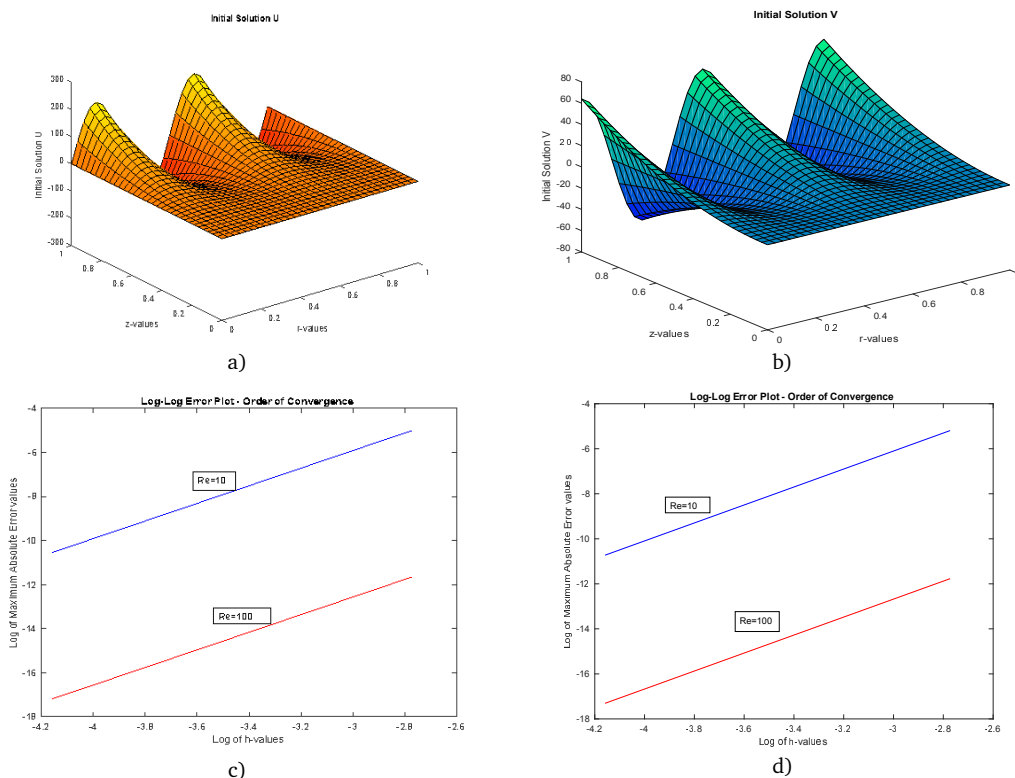 Initial Solution U
300
200
100
0
-100
-200
-300
Initial Solution U
1
0.8
0.6
0.4
0.2
0
z-values
0
0.2
0.4
0.6
0.8
1
r-values
a)
Initial Solution V
80
60
40
20
0
-20
-40
-60
-80
Initial Solution V
1
0.8
0.6
0.4
0.2
0
z-values
0
0.2
0.4
0.6
0.8
r-values
b)
Log-Log Error Plot - Order of Convergence
-4
-6
-8
-10
-12
-14
-16
-18
Log of Maximum Absolute Error values
Re=10
Re=100
-4.2 -4 -3.8 -3.6 -3.4 -3.2 -3 -2.8 -2.6
Log of h-values
c)
Log-Log Error Plot - Order of Convergence
-4
-6
-8
-10
-12
-14
-16
-18
Log of Maximum Absolute Error values
Re=10
Re=100
-4.2 -4 -3.8 -3.6 -3.4 -3.2 -3 -2.8 -2.6
Log of h-values
d)